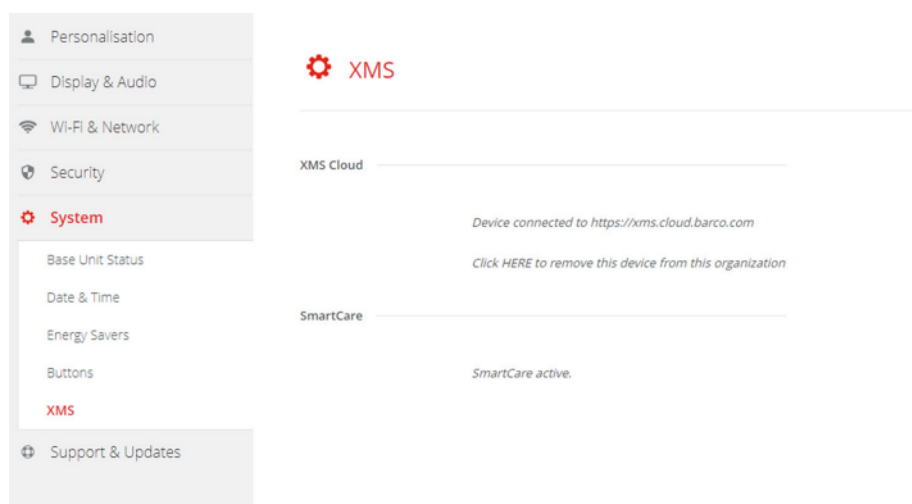 Personalisation
Display & Audio
Wi-Fi & Network
Security
System
Base Unit Status
Date & Time
Energy Savers
Buttons
XMS
Support & Updates
XMS
XMS Cloud
Device connected to https://xms.cloud.barco.com
Click HERE to remove this device from this organization
SmartCare
SmartCare active.